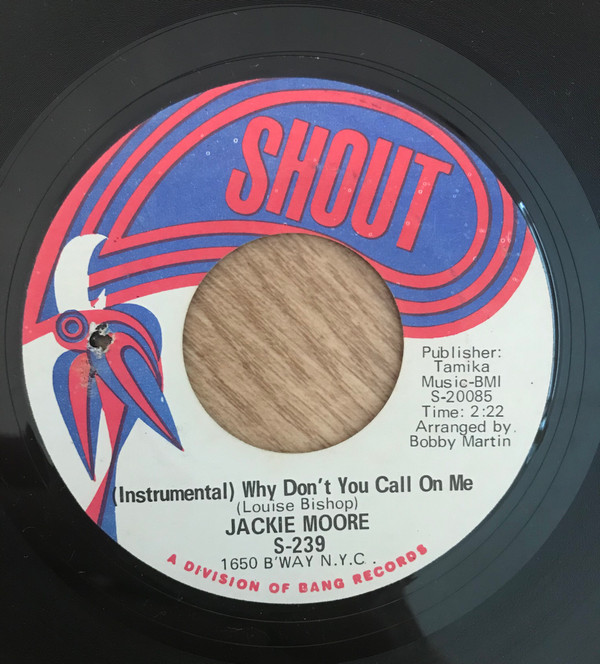 SHOUT
Publisher:
Tamika
Music-BMI
S-20085
Time: 2:22
Arranged by
Bobby Martin
(Instrumental) Why Don't You Call On Me
(Louise Bishop)
JACKIE MOORE
S-239
1650 B'WAY N.Y.C.
A DIVISION OF BANG RECORDS